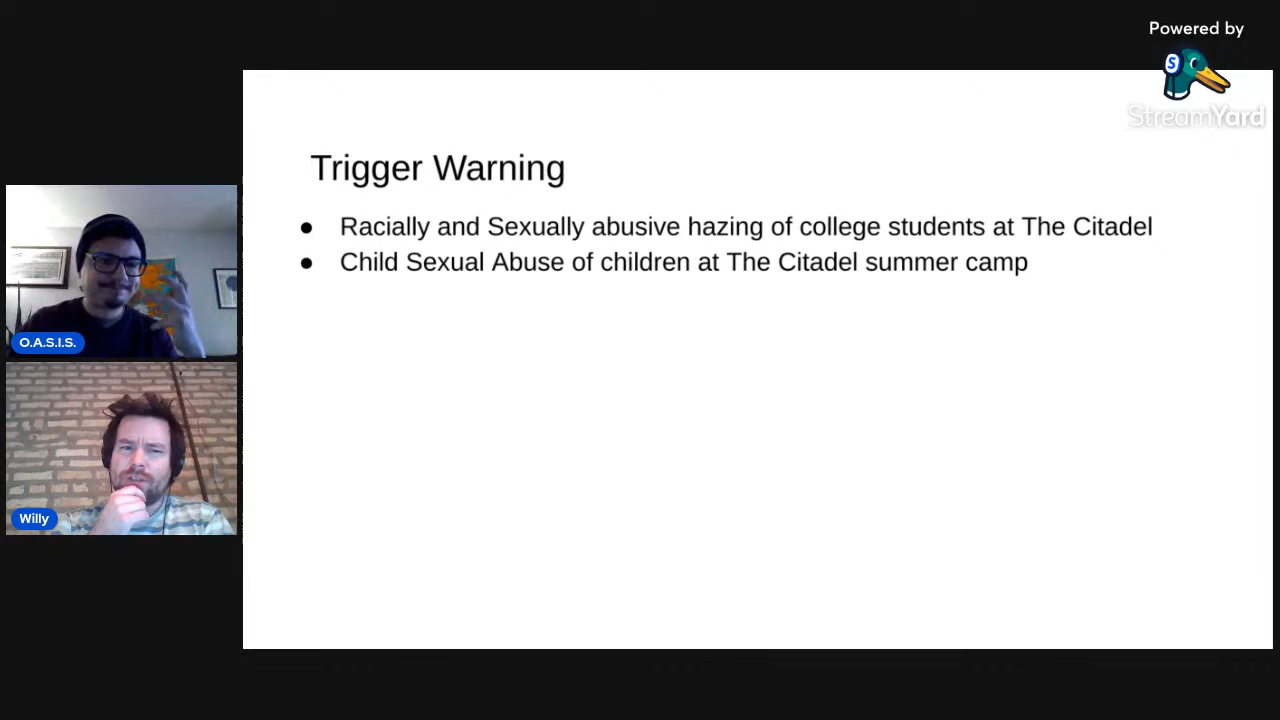 Powered by
StreamYard
Trigger Warning
● Racially and Sexually abusive hazing of college students at The Citadel
● Child Sexual Abuse of children at The Citadel summer camp
O.A.S.I.S.
Willy